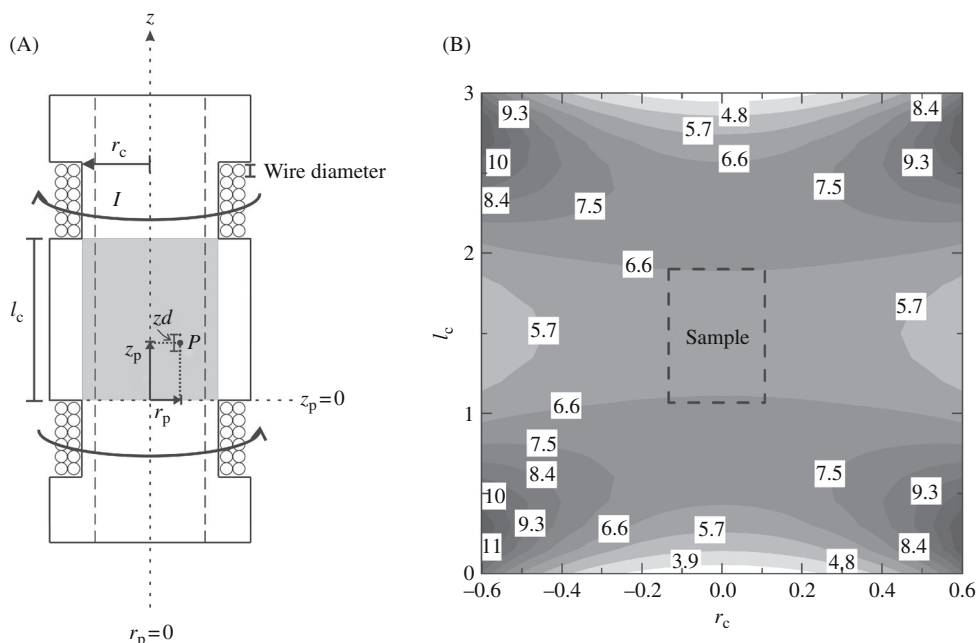 (A)
z
r_c
Wire diameter
I
l_c
zd
z_p
P
r_p
z_p=0
r_p=0
(B)
3
2
1
0
l_c
9.3
4.8
8.4
5.7
10
6.6
9.3
8.4
7.5
7.5
6.6
5.7
5.7
Sample
6.6
7.5
8.4
7.5
10
9.3
9.3
6.6
5.7
11
8.4
3.9
4.8
−0.6
−0.4
−0.2
0.0
0.2
0.4
0.6
r_c